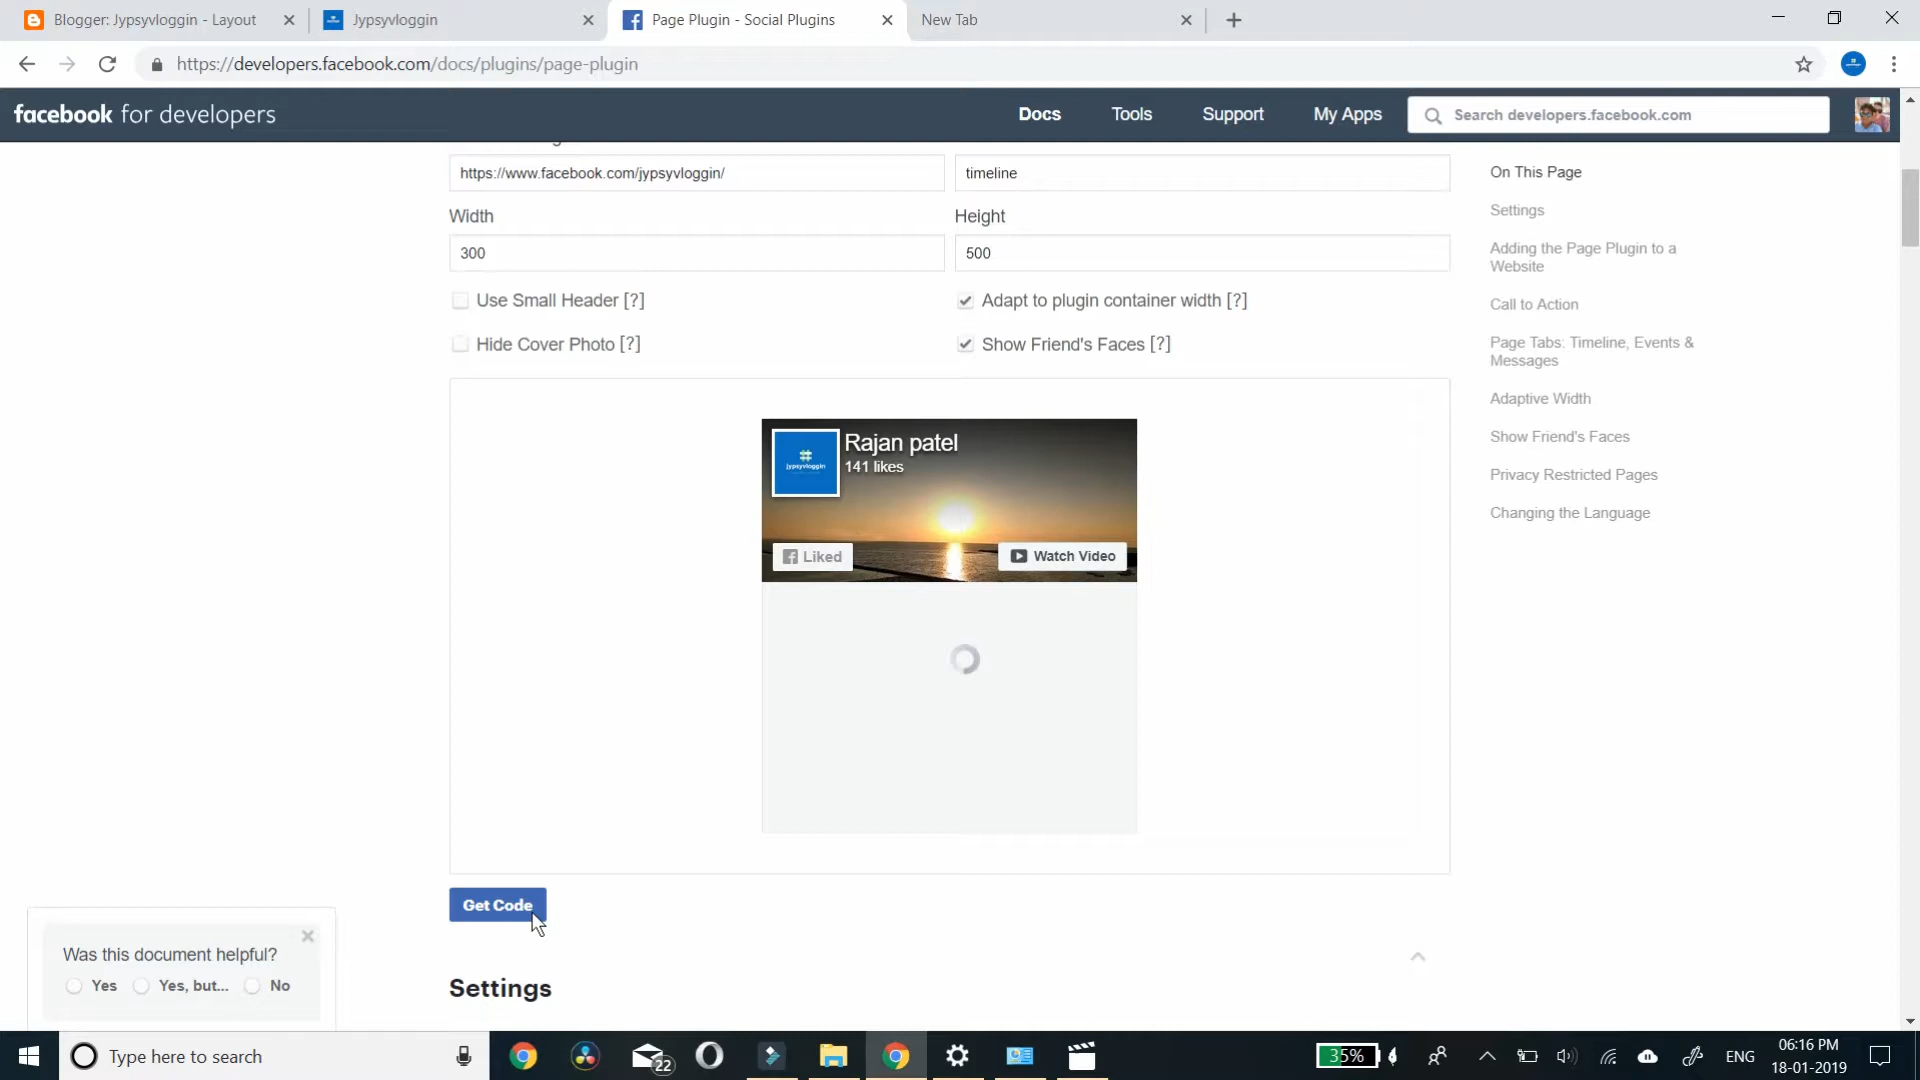 Blogger: Jypsyvloggin - Layout
Jypsyvloggin
Page Plugin - Social Plugins
New Tab
https://developers.facebook.com/docs/plugins/page-plugin
facebook for developers
Docs
Tools
Support
My Apps
Search developers.facebook.com
https://www.facebook.com/jypsyvloggin/
timeline
Width
Height
300
500
Use Small Header [?]
Adapt to plugin container width [?]
Hide Cover Photo [?]
Show Friend's Faces [?]
Rajan patel
141 likes
jypsyvloggin
Liked
Watch Video
Get Code
Settings
On This Page
Settings
Adding the Page Plugin to a
Website
Call to Action
Page Tabs: Timeline, Events &
Messages
Adaptive Width
Show Friend's Faces
Privacy Restricted Pages
Changing the Language
Was this document helpful?
Yes
Yes, but...
No
Type here to search
22
35%
ENG
06:16 PM
18-01-2019